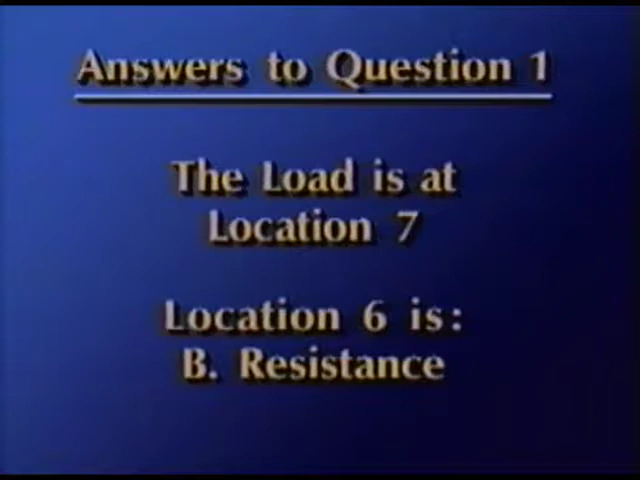 Answers to Question 1
The Load is at
Location 7
Location 6 is:
B. Resistance